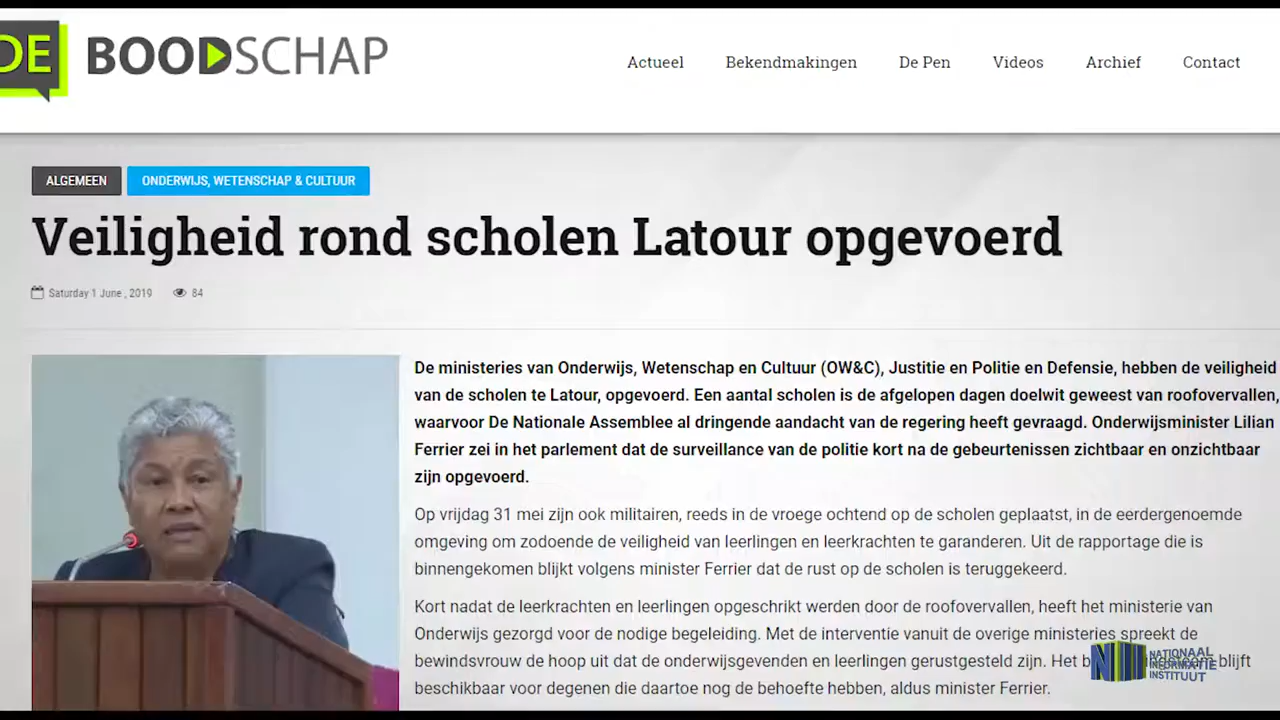 DE BOODSCHAP
Actueel Bekendmakingen De Pen Videos Archief Contact
ALGEMEEN ONDERWIJS, WETENSCHAP & CULTUUR
Veiligheid rond scholen Latour opgevoerd
Saturday 1 June , 2019 84
De ministeries van Onderwijs, Wetenschap en Cultuur (OW&C), Justitie en Politie en Defensie, hebben de veiligheid
van de scholen te Latour, opgevoerd. Een aantal scholen is de afgelopen dagen doelwit geweest van roofovervallen,
waarvoor De Nationale Assemblee al dringende aandacht van de regering heeft gevraagd. Onderwijsminister Lilian
Ferrier zei in het parlement dat de surveillance van de politie kort na de gebeurtenissen zichtbaar en onzichtbaar
zijn opgevoerd.
Op vrijdag 31 mei zijn ook militairen, reeds in de vroege ochtend op de scholen geplaatst, in de eerdergenoemde
omgeving om zodoende de veiligheid van leerlingen en leerkrachten te garanderen. Uit de rapportage die is
binnengekomen blijkt volgens minister Ferrier dat de rust op de scholen is teruggekeerd.
Kort nadat de leerkrachten en leerlingen opgeschrikt werden door de roofovervallen, heeft het ministerie van
Onderwijs gezorgd voor de nodige begeleiding. Met de interventie vanuit de overige ministeries spreekt de
bewindsvrouw de hoop uit dat de onderwijsgevenden en leerlingen gerustgesteld zijn. Het blijft
beschikbaar voor degenen die daartoe nog de behoefte hebben, aldus minister Ferrier.
NATIONAAL
INFORMATIE
INSTITUUT